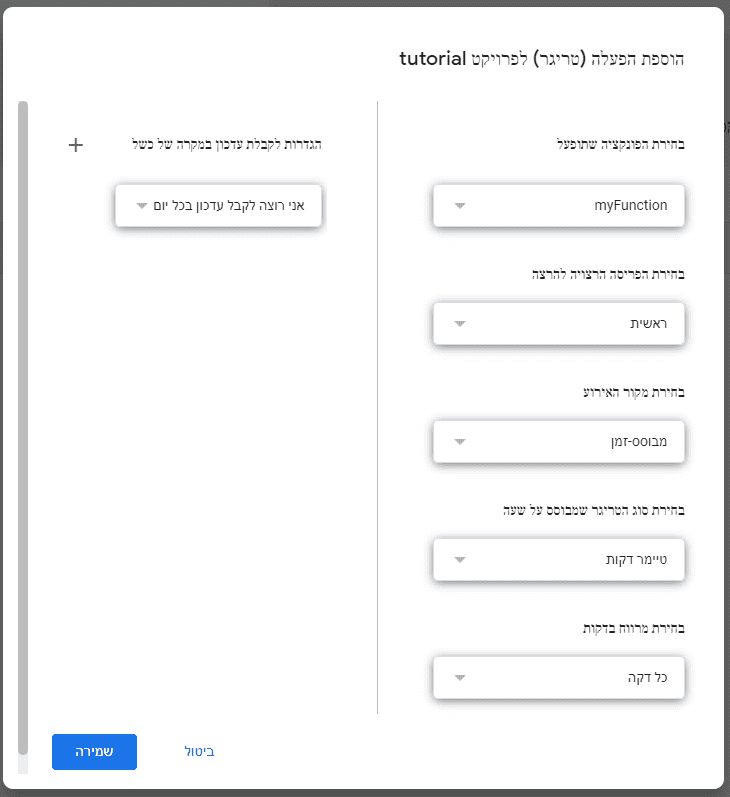 הוספת הפעלה (טריגר) לפרויקט tutorial
בחירת הפונקציה שתופעל
myFunction
בחירת הפריסה הרצויה להרצה
ראשית
בחירת מקור האירוע
מבוסס-זמן
בחירת סוג הטריגר שמבוסס על שעה
טיימר דקות
בחירת מרווח בדקות
כל דקה
הגדרות לקבלת עדכון במקרה של כשל
אני רוצה לקבל עדכון בכל יום
ביטול
שמירה